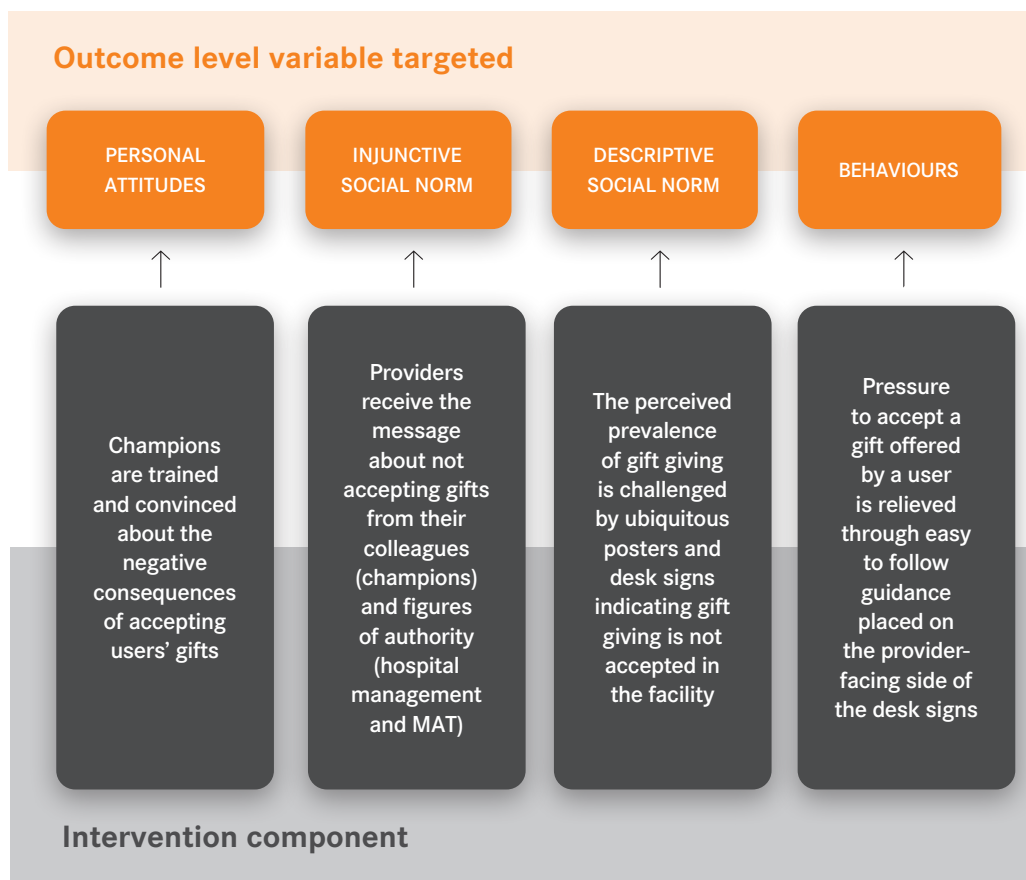 Outcome level variable targeted
PERSONAL
ATTITUDES
INJUNCTIVE
SOCIAL NORM
DESCRIPTIVE
SOCIAL NORM
BEHAVIOURS
Champions
are trained
and convinced
about the
negative
consequences
of accepting
users’ gifts
Providers
receive the
message
about not
accepting gifts
from their
colleagues
(champions)
and figures
of authority
(hospital
management
and MAT)
The perceived
prevalence
of gift giving
is challenged
by ubiquitous
posters and
desk signs
indicating gift
giving is not
accepted in
the facility
Pressure
to accept a
gift offered
by a user
is relieved
through easy
to follow
guidance
placed on
the provider-
facing side of
the desk signs
Intervention component